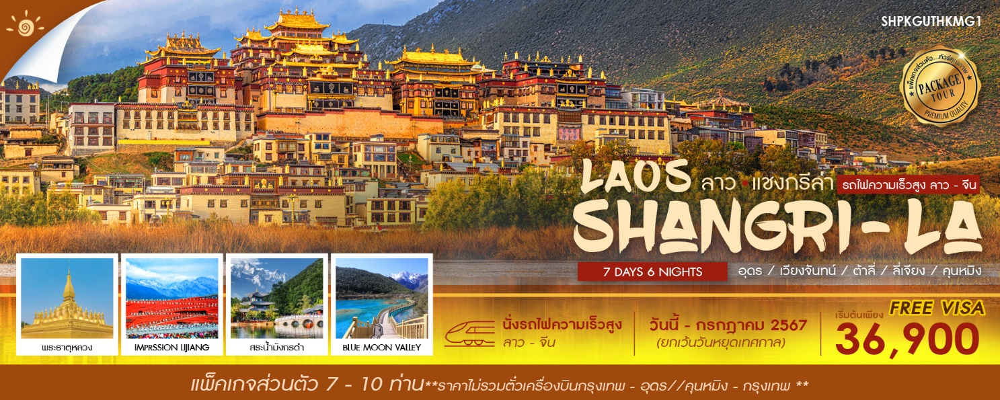 SHPKGUTHKMG1
แพ็คเกจส่วนตัว...ทัวร์คุณภาพ
PACKAGE
TOUR
PREMIUM QUALITY
LAOS ลาว • แชงกรีล่า รถไฟความเร็วสูง ลาว - จีน
SHANGRI-LA
7 DAYS 6 NIGHTS อุดร / เวียงจันทน์ / ต้าลี่ / ลี่เจียง / คุนหมิง
พระธาตุหลวง
IMPRSSION LIJIANG
สระน้ำมังกรดำ
BLUE MOON VALLEY
นั่งรถไฟความเร็วสูง
ลาว - จีน
วันนี้ - กรกฎาคม 2567
(ยกเว้นวันหยุดเทศกาล)
เริ่มต้นเพียง FREE VISA
36,900
แพ็คเกจส่วนตัว 7 - 10 ท่าน**ราคาไม่รวมตั๋วเครื่องบินกรุงเทพ - อุดร//คุนหมิง - กรุงเทพ **